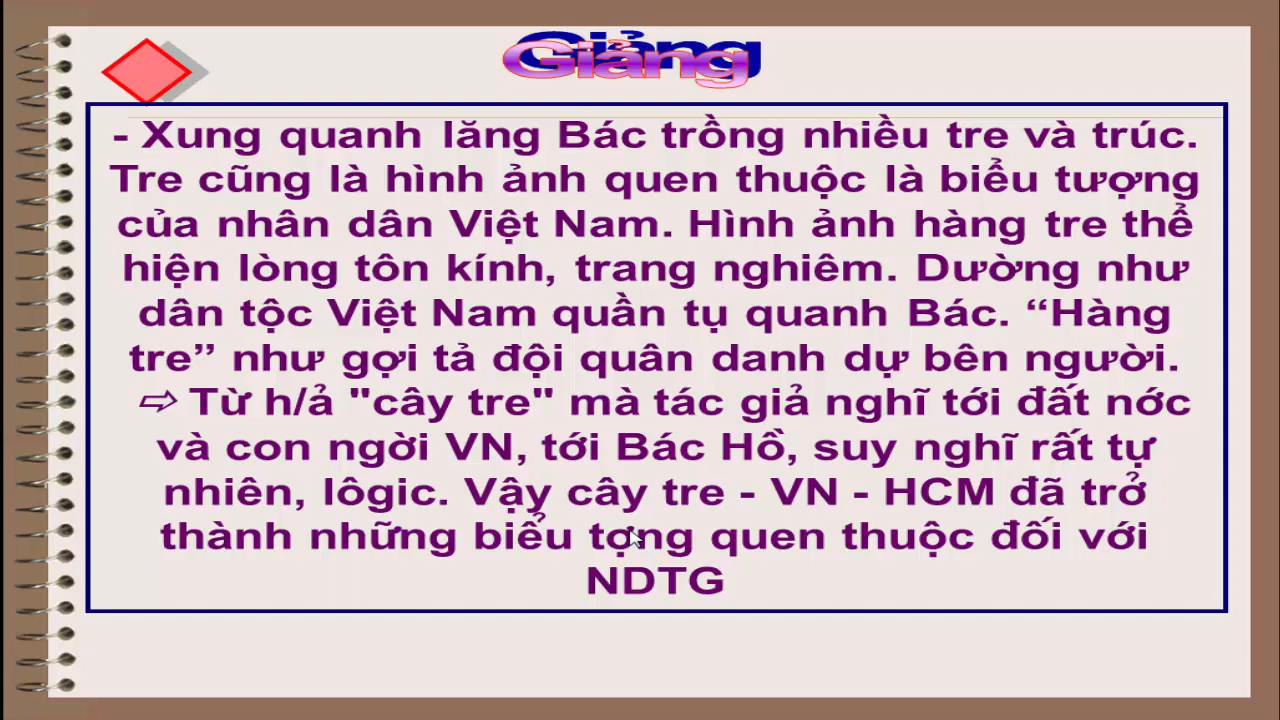 Giảng
- Xung quanh lăng Bác trồng nhiều tre và trúc.
Tre cũng là hình ảnh quen thuộc là biểu tượng
của nhân dân Việt Nam. Hình ảnh hàng tre thể
hiện lòng tôn kính, trang nghiêm. Dường như
dân tộc Việt Nam quần tụ quanh Bác. “Hàng
tre” như gợi tả đội quân danh dự bên người.
⇨ Từ h/ả "cây tre" mà tác giả nghĩ tới đất nớc
và con ngời VN, tới Bác Hồ, suy nghĩ rất tự
nhiên, lôgic. Vậy cây tre - VN - HCM đã trở
thành những biểu tợng quen thuộc đối với
NDTG